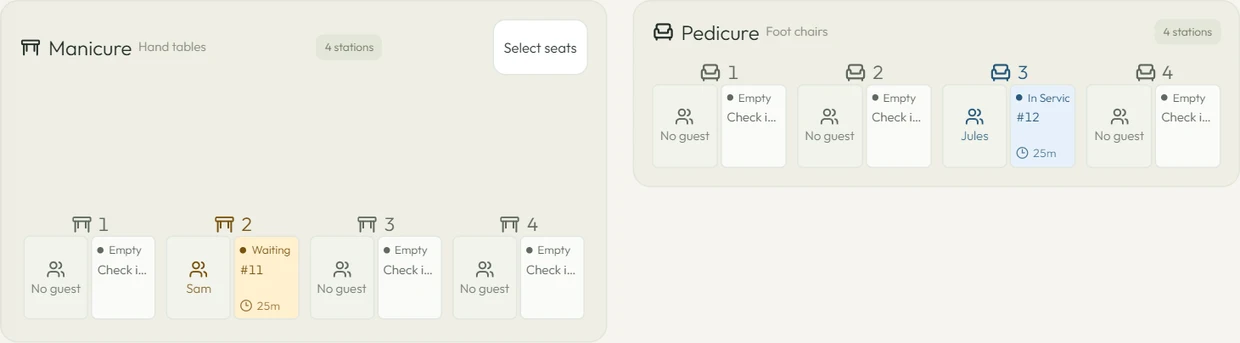 Manicure Hand tables 4 stations Select seats
1 2 3 4
Empty Waiting Empty Empty
Check i... #11 Check i... Check i...
No guest Sam No guest No guest
25m
Pedicure Foot chairs 4 stations
1 2 3 4
Empty Empty In Servic Empty
Check i... Check i... #12 Check i...
No guest No guest Jules No guest
25m